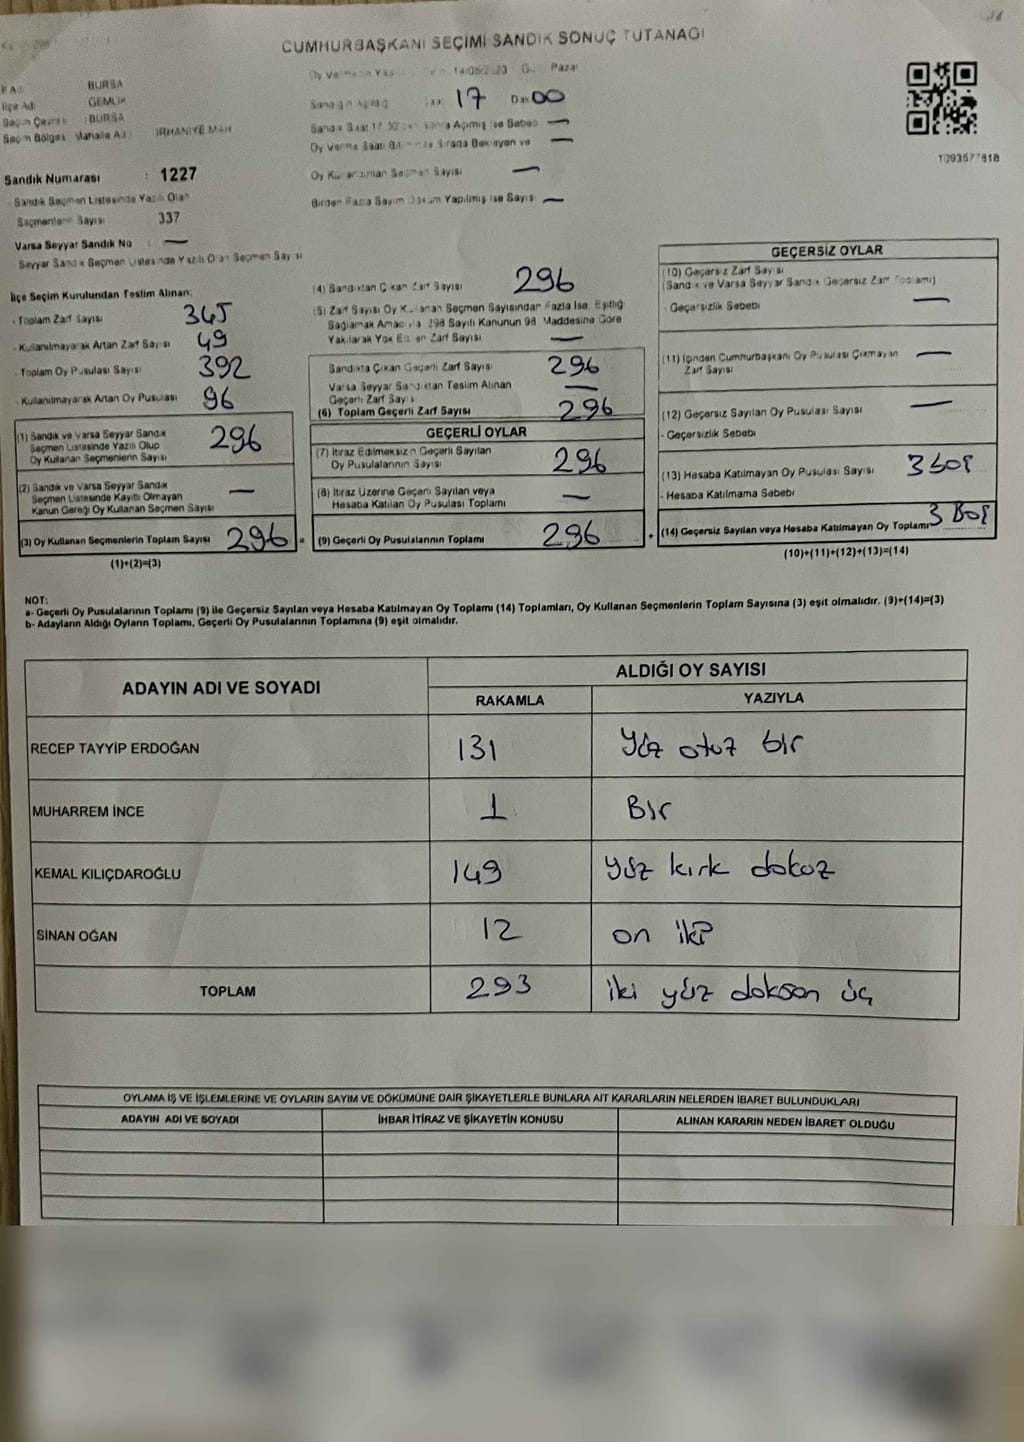 CUMHURBAŞKANI SEÇİMİ SANDIK SONUÇ TUTANAĞI
BURSA
İlçe Adı GEMLİK
Seçim Çevresi : BURSA
Seçim Bölgesi Mahalle Adı : ORHANİYE MAH
Sandık Numarası : 1227
- Sandık Seçmen Listesinde Yazılı Olan
Seçmenlerin Sayısı 337
Varsa Seyyar Sandık No : —
Seyyar Sandık Seçmen Listesinde Yazılı Olan Seçmen Sayısı
14/05/2023 Pazar
Sandığın Açıldığı Saat 17 Dak 00
Sandık Saat 17.00'den Sonra Açılmış İse Sebebi —
Oy Verme Saati Bitiminde Sırada Bekleyen ve —
Oy Kullandırılan Seçmen Sayısı —
Birden Fazla Sayım Döküm Yapılmış İse Sayısı —
1093577818
İlçe Seçim Kurulundan Teslim Alınan:
- Toplam Zarf Sayısı 345
- Kullanılmayarak Artan Zarf Sayısı 49
- Toplam Oy Pusulası Sayısı 392
- Kullanılmayarak Artan Oy Pusulası 96
(1) Sandık ve Varsa Seyyar Sandık
Seçmen Listesinde Yazılı Olup
Oy Kullanan Seçmenlerin Sayısı 296
(2) Sandık ve Varsa Seyyar Sandık
Seçmen Listesinde Kayıtlı Olmayan
Kanun Gereği Oy Kullanan Seçmen Sayısı —
(3) Oy Kullanan Seçmenlerin Toplam Sayısı 296 =
(1)+(2)=(3)
(4) Sandıktan Çıkan Zarf Sayısı 296
(5) Zarf Sayısı Oy Kullanan Seçmen Sayısından Fazla İse, Eşitliği
Sağlamak Amacıyla, 298 Sayılı Kanunun 98. Maddesine Göre
Yakılarak Yok Edilen Zarf Sayısı —
Sandıkta Çıkan Geçerli Zarf Sayısı 296
Varsa Seyyar Sandıktan Teslim Alınan
Geçerli Zarf Sayısı —
(6) Toplam Geçerli Zarf Sayısı 296
GEÇERLİ OYLAR
(7) İtiraz Edilmeksizin Geçerli Sayılan
Oy Pusulalarının Sayısı 296
(8) İtiraz Üzerine Geçerli Sayılan veya
Hesaba Katılan Oy Pusulası Toplamı —
(9) Geçerli Oy Pusulalarının Toplamı 296 +
GEÇERSİZ OYLAR
(10) Geçersiz Zarf Sayısı
(Sandık ve Varsa Seyyar Sandık Geçersiz Zarf Toplamı)
- Geçersizlik Sebebi —
(11) İçinden Cumhurbaşkanı Oy Pusulası Çıkmayan —
Zarf Sayısı
(12) Geçersiz Sayılan Oy Pusulası Sayısı —
- Geçersizlik Sebebi
(13) Hesaba Katılmayan Oy Pusulası Sayısı 3 boş
- Hesaba Katılmama Sebebi
(14) Geçersiz Sayılan veya Hesaba Katılmayan Oy Toplamı 3 Boş
(10)+(11)+(12)+(13)=(14)
NOT:
a- Geçerli Oy Pusulalarının Toplamı (9) ile Geçersiz Sayılan veya Hesaba Katılmayan Oy Toplamı (14) Toplamları, Oy Kullanan Seçmenlerin Toplam Sayısına (3) eşit olmalıdır. (9)+(14)=(3)
b- Adayların Aldığı Oyların Toplamı, Geçerli Oy Pusulalarının Toplamına (9) eşit olmalıdır.
ADAYIN ADI VE SOYADI ALDIĞI OY SAYISI
RAKAMLA YAZIYLA
RECEP TAYYİP ERDOĞAN 131 yüz otuz bir
MUHARREM İNCE 1 Bir
KEMAL KILIÇDAROĞLU 149 yüz kırk dokuz
SİNAN OĞAN 12 on iki
TOPLAM 293 iki yüz doksan üç
OYLAMA İŞ VE İŞLEMLERİNE VE OYLARIN SAYIM VE DÖKÜMÜNE DAİR ŞİKAYETLERLE BUNLARA AİT KARARLARIN NELERDEN İBARET BULUNDUKLARI
ADAYIN ADI VE SOYADI İHBAR İTİRAZ VE ŞİKAYETİN KONUSU ALINAN KARARIN NEDEN İBARET OLDUĞU